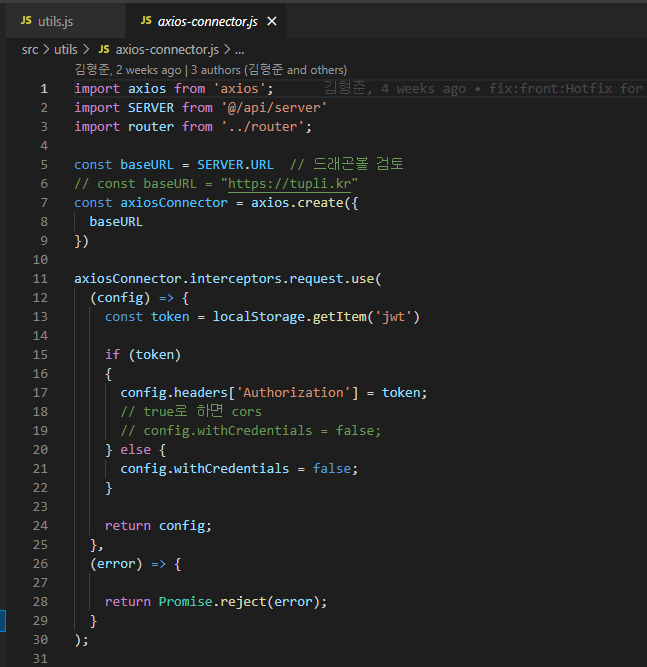 JS utils.js JS axios-connector.js ×
src > utils > JS axios-connector.js > ...
김형준, 2 weeks ago | 3 authors (김형준 and others)
1 import axios from 'axios'; 김형준, 4 weeks ago • fix:front:Hotfix for
2 import SERVER from '@/api/server'
3 import router from '../router';
4
5 const baseURL = SERVER.URL // 드래곤볼 검토
6 // const baseURL = "https://tupli.kr"
7 const axiosConnector = axios.create({
8 baseURL
9 })
10
11 axiosConnector.interceptors.request.use(
12 (config) => {
13 const token = localStorage.getItem('jwt')
14
15 if (token)
16 {
17 config.headers['Authorization'] = token;
18 // true로 하면 cors
19 // config.withCredentials = false;
20 } else {
21 config.withCredentials = false;
22 }
23
24 return config;
25 },
26 (error) => {
27
28 return Promise.reject(error);
29 }
30 );
31